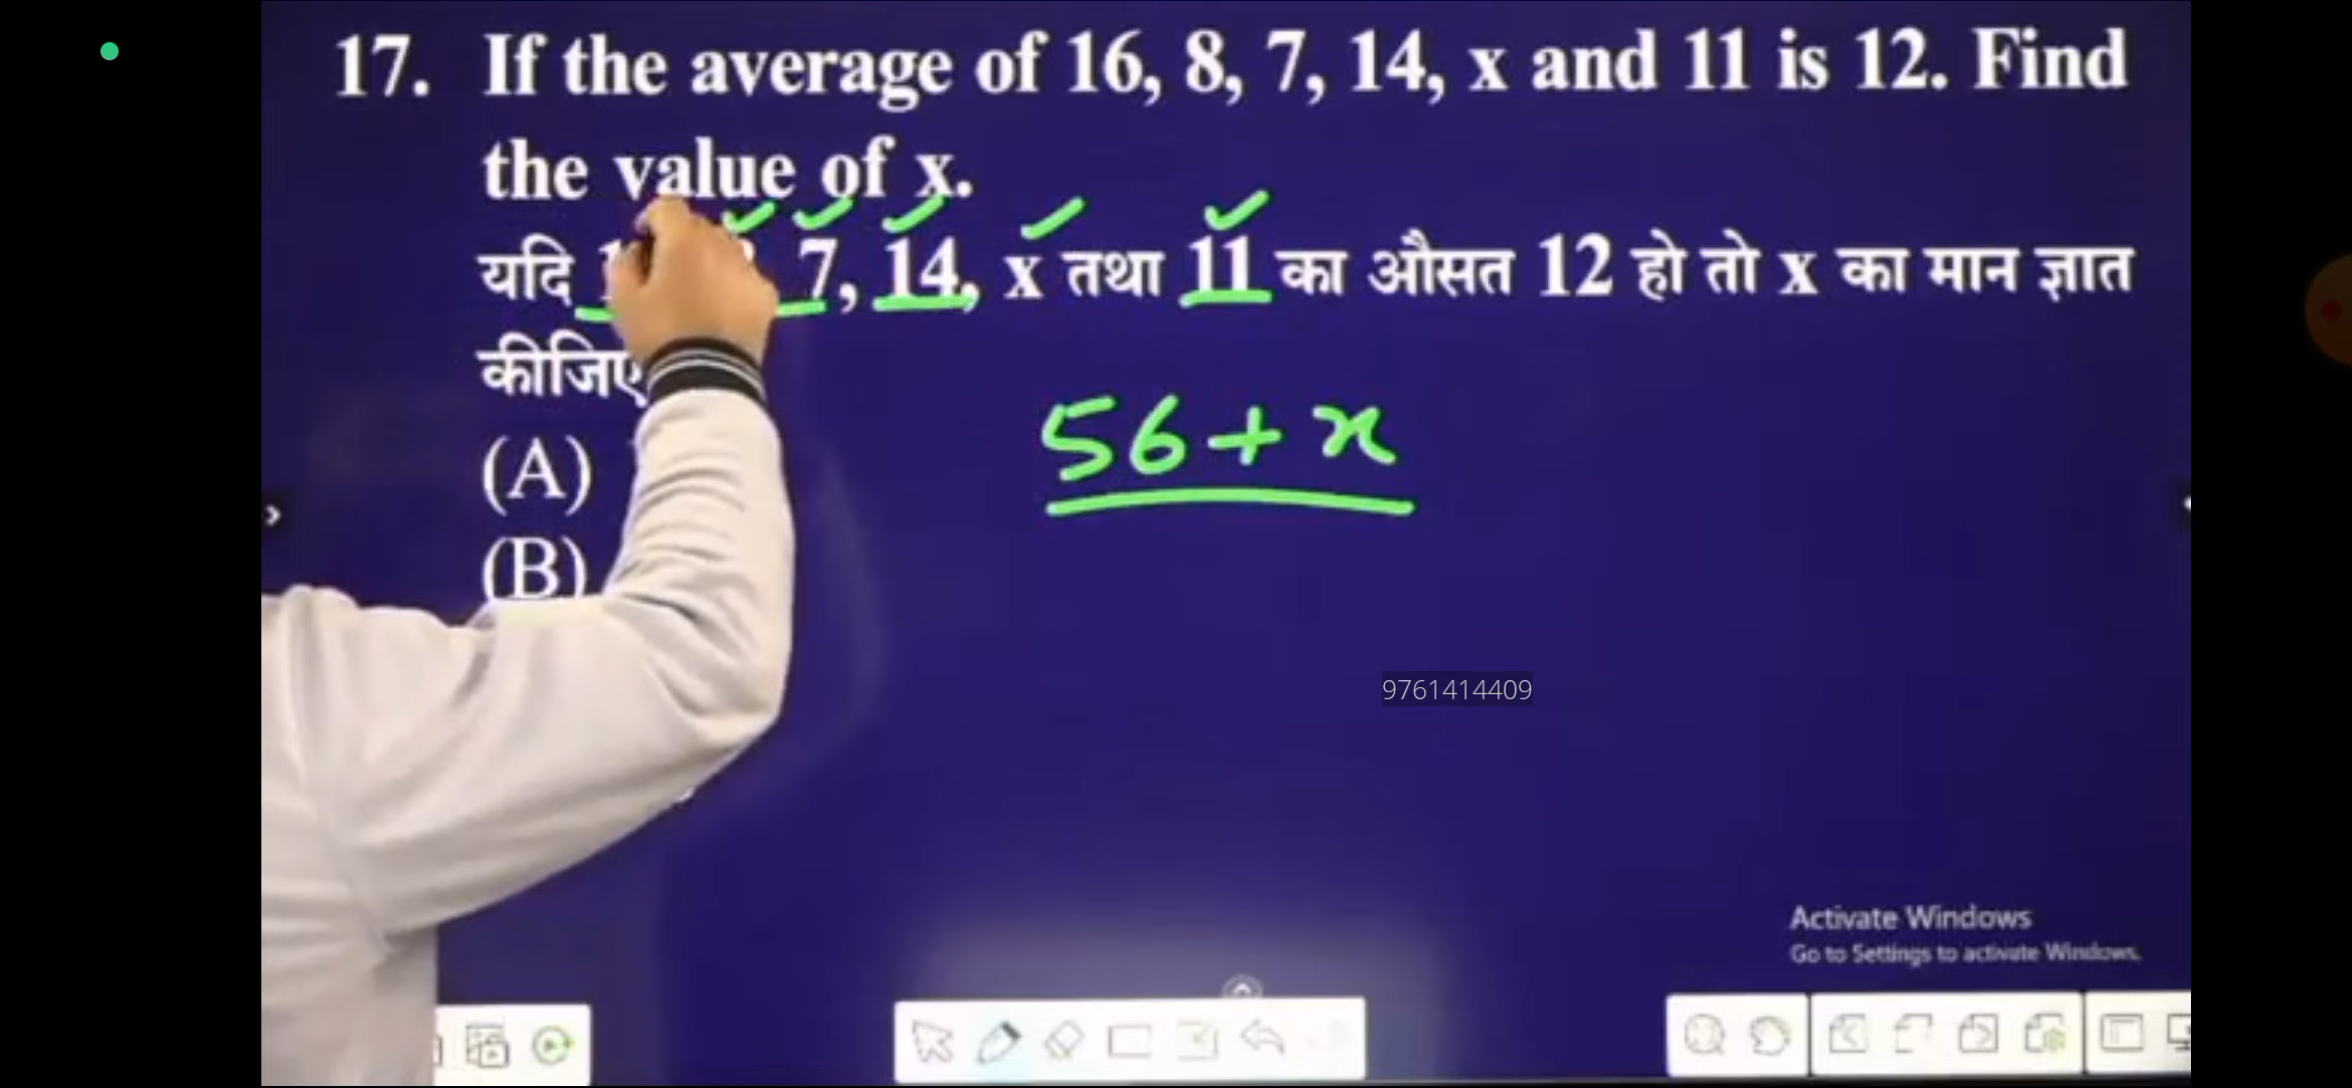 17. If the average of 16, 8, 7, 14, x and 11 is 12. Find
the value of x.
यदि 7, 14, x तथा 11 का औसत 12 हो तो x का मान ज्ञात
कीजिए
(A)
(B)
56+x
9761414409
Activate Windows
Go to Settings to activate Windows.